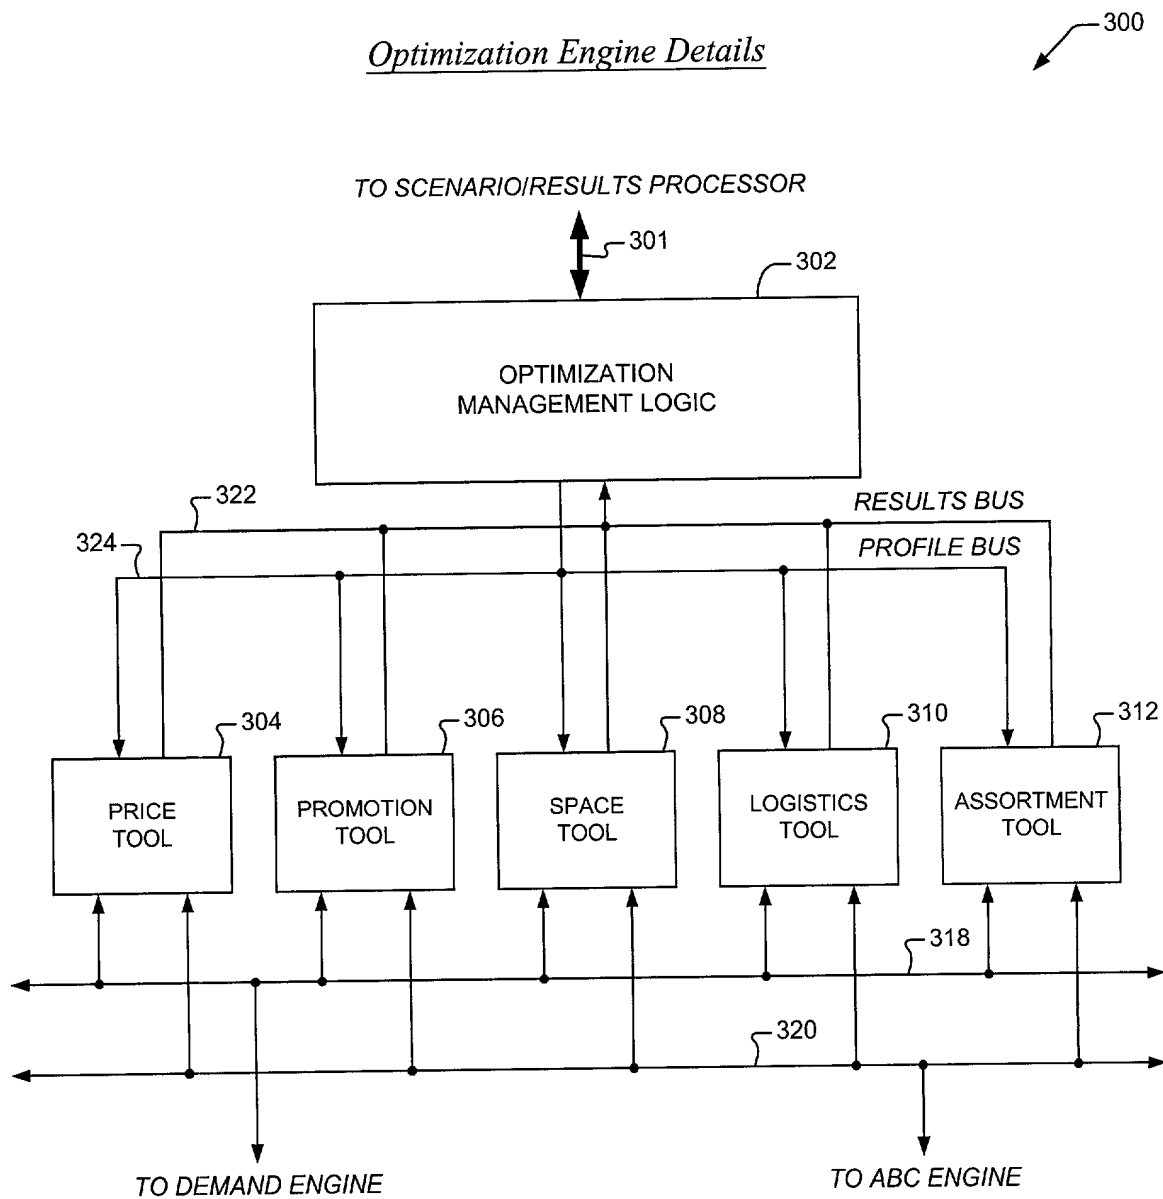 300
Optimization Engine Details
TO SCENARIO/RESULTS PROCESSOR
301
302
OPTIMIZATION
MANAGEMENT LOGIC
322
RESULTS BUS
324
PROFILE BUS
304
306
308
310
312
PRICE
TOOL
PROMOTION
TOOL
SPACE
TOOL
LOGISTICS
TOOL
ASSORTMENT
TOOL
318
320
TO DEMAND ENGINE
TO ABC ENGINE